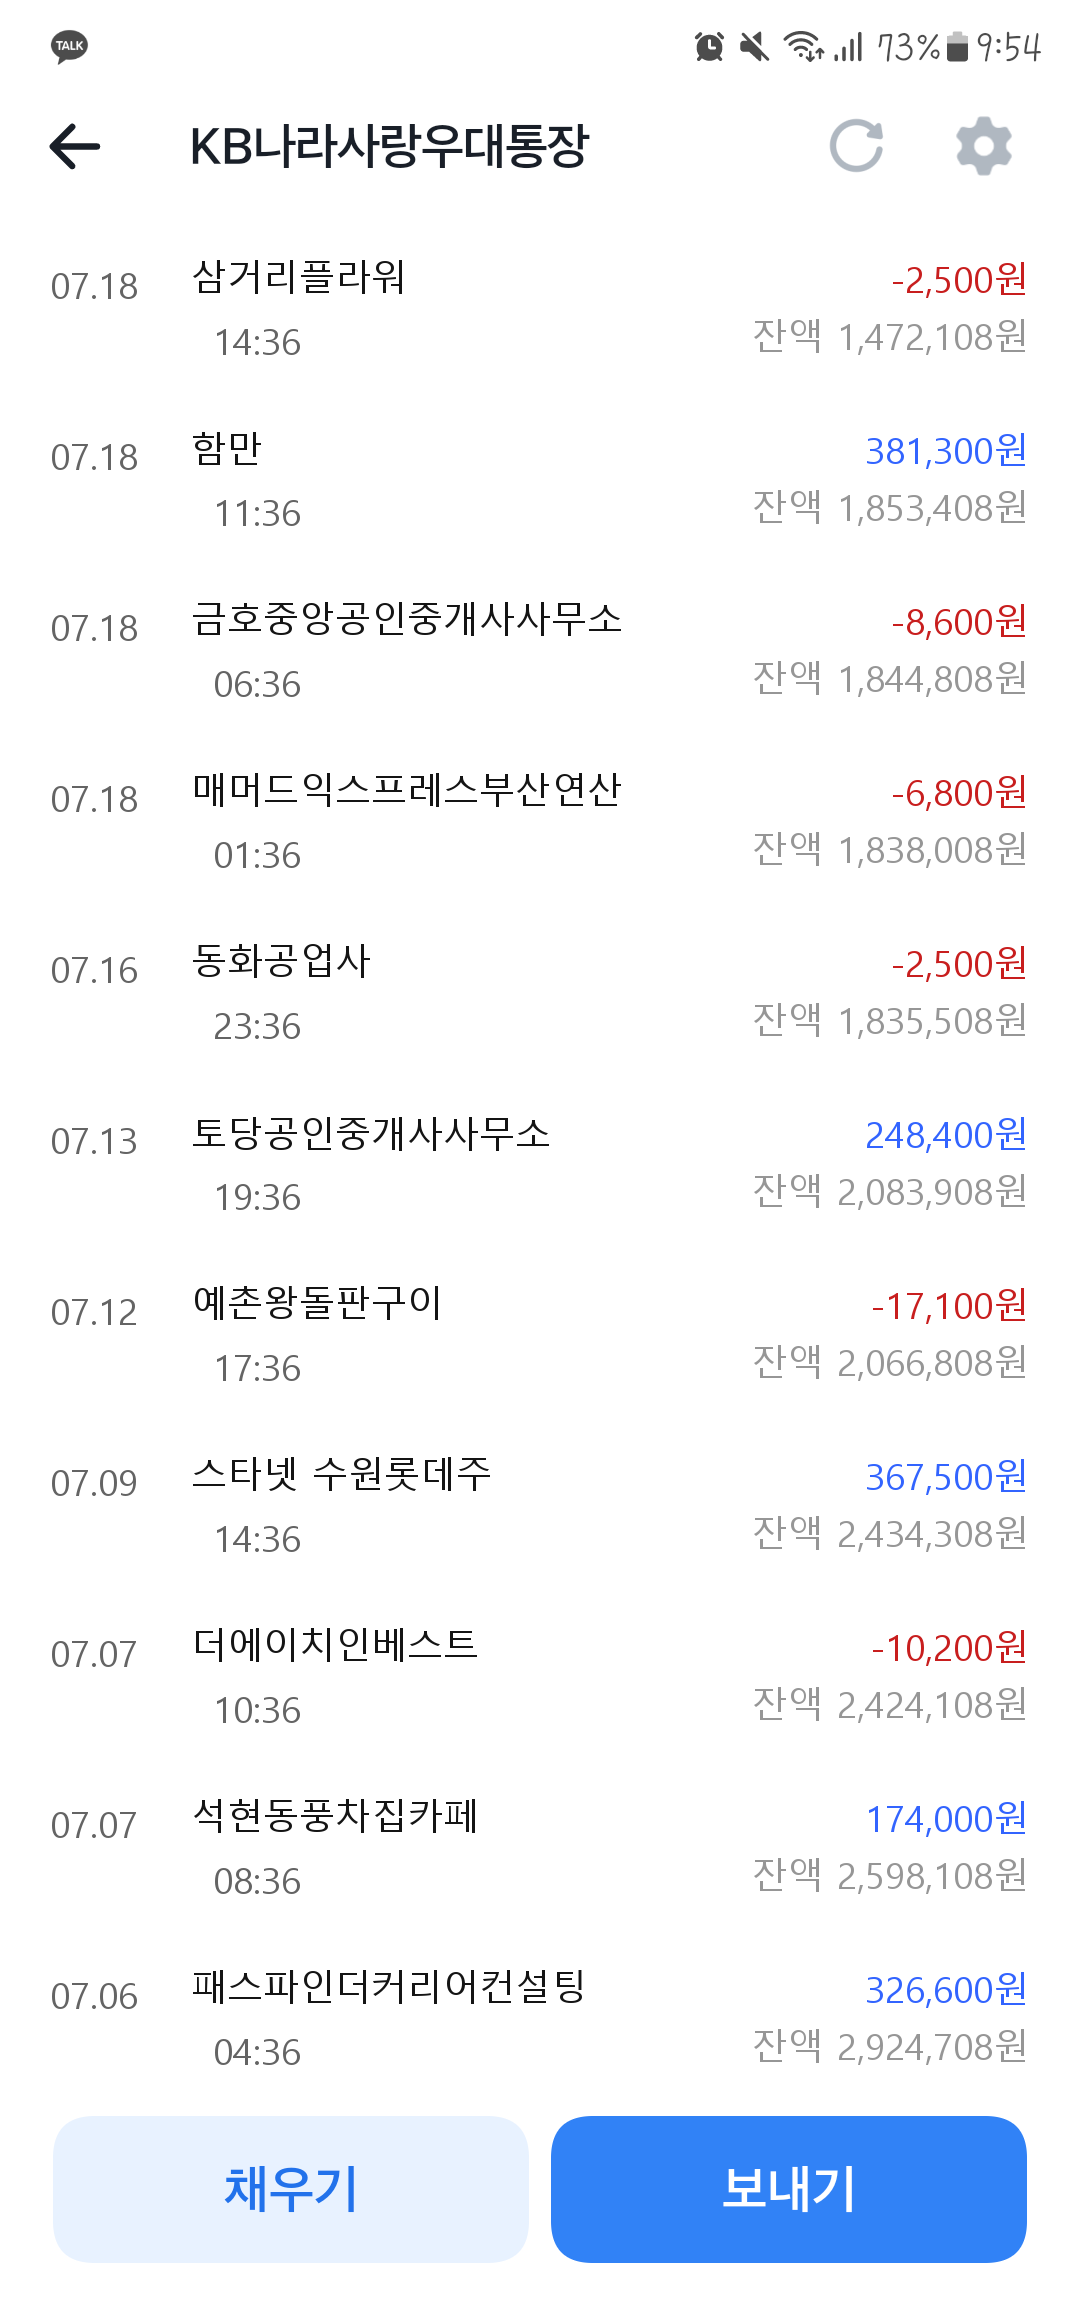 TALK 73% 9:54
KB나라사랑우대통장
07.18 삼거리플라워 -2,500원
14:36 잔액 1,472,108원
07.18 함만 381,300원
11:36 잔액 1,853,408원
07.18 금호중앙공인중개사사무소 -8,600원
06:36 잔액 1,844,808원
07.18 매머드익스프레스부산연산 -6,800원
01:36 잔액 1,838,008원
07.16 동화공업사 -2,500원
23:36 잔액 1,835,508원
07.13 토당공인중개사사무소 248,400원
19:36 잔액 2,083,908원
07.12 예촌왕돌판구이 -17,100원
17:36 잔액 2,066,808원
07.09 스타넷 수원롯데주 367,500원
14:36 잔액 2,434,308원
07.07 더에이치인베스트 -10,200원
10:36 잔액 2,424,108원
07.07 석현동풍차집카페 174,000원
08:36 잔액 2,598,108원
07.06 패스파인더커리어컨설팅 326,600원
04:36 잔액 2,924,708원
채우기 보내기